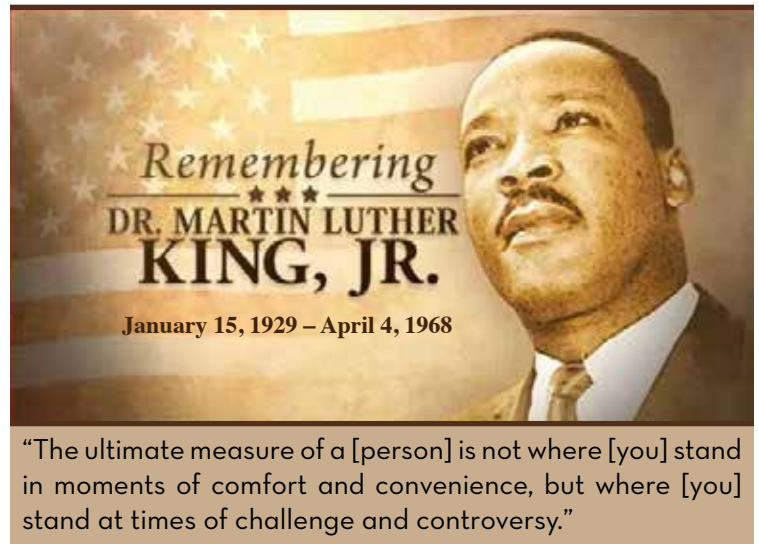 Remembering
DR. MARTIN LUTHER
KING, JR.
January 15, 1929 – April 4, 1968
“The ultimate measure of a [person] is not where [you] stand
in moments of comfort and convenience, but where [you]
stand at times of challenge and controversy.”